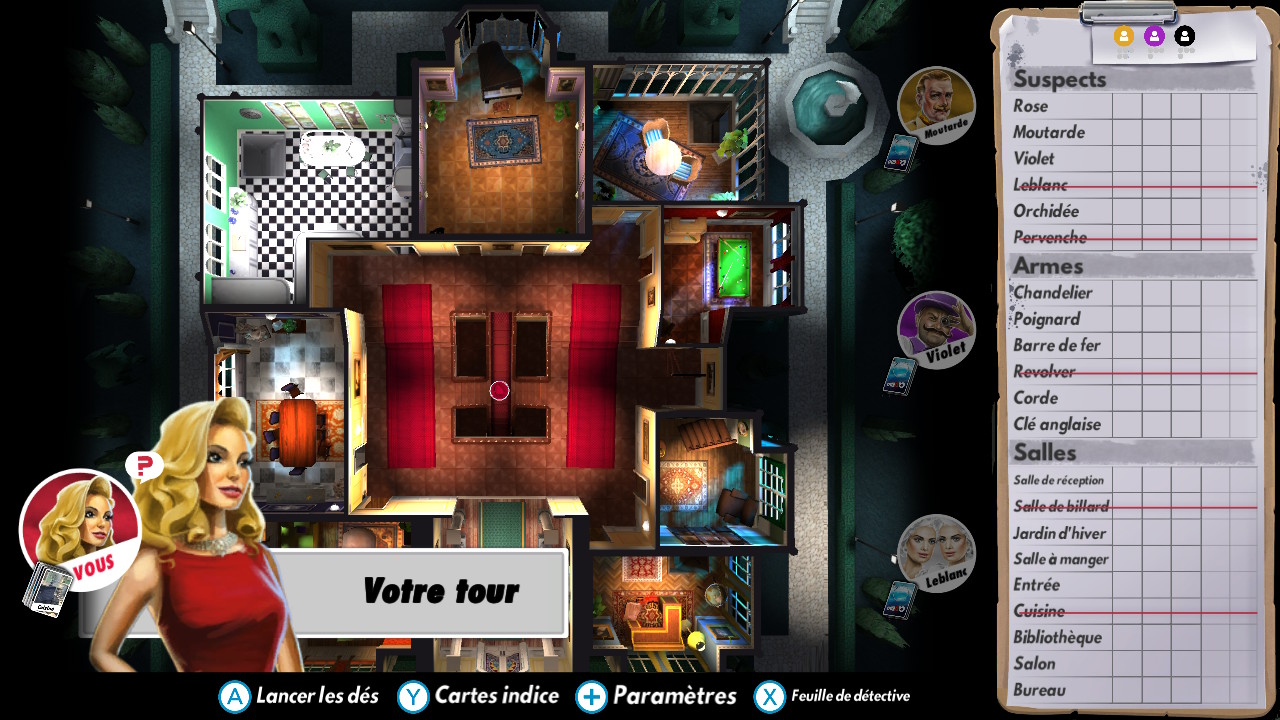 Moutarde
Violet
Leblanc
VOUS
Cuisine
?
Votre tour
A Lancer les dés
Y Cartes indice
+ Paramètres
X Feuille de détective
Suspects
Rose
Moutarde
Violet
Leblanc
Orchidée
Pervenche
Armes
Chandelier
Poignard
Barre de fer
Revolver
Corde
Clé anglaise
Salles
Salle de réception
Salle de billard
Jardin d'hiver
Salle à manger
Entrée
Cuisine
Bibliothèque
Salon
Bureau